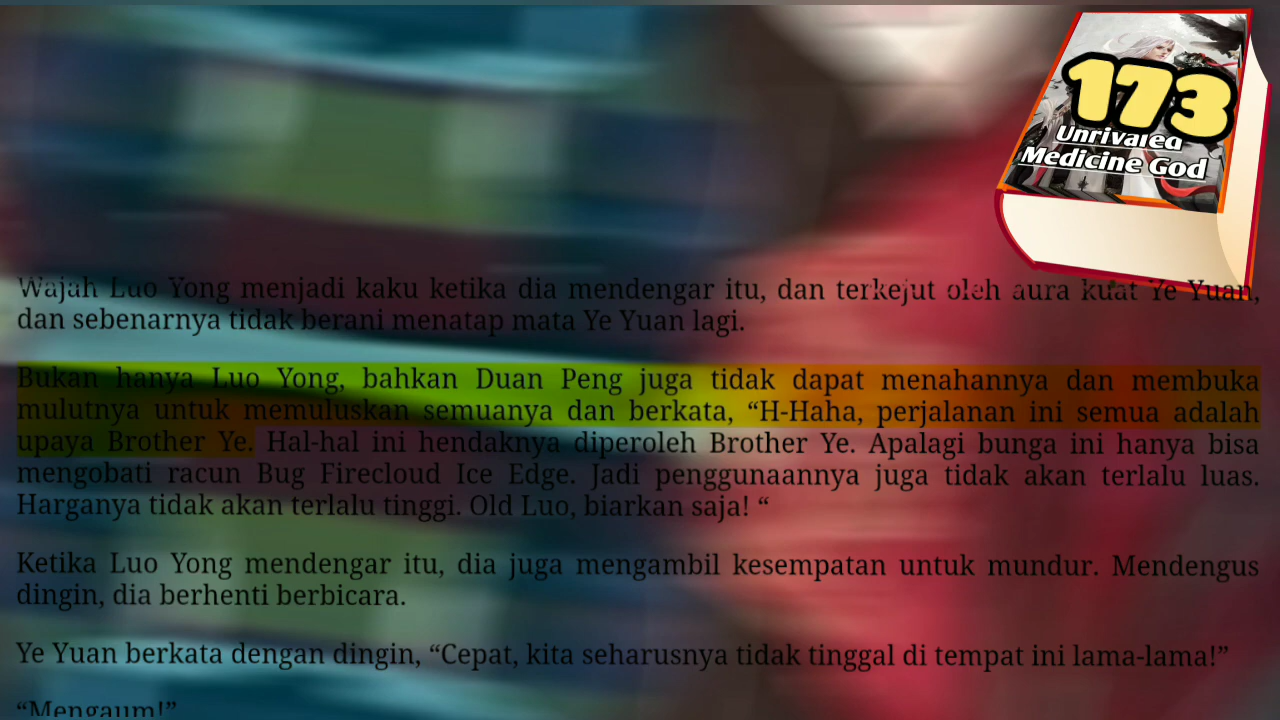 173
Unrivaled
Medicine God
Wajah Luo Yong menjadi kaku ketika dia mendengar itu, dan terkejut oleh aura kuat Ye Yuan,
dan sebenarnya tidak berani menatap mata Ye Yuan lagi.
Bukan hanya Luo Yong, bahkan Duan Peng juga tidak dapat menahannya dan membuka
mulutnya untuk memuluskan semuanya dan berkata, “H-Haha, perjalanan ini semua adalah
upaya Brother Ye. Hal-hal ini hendaknya diperoleh Brother Ye. Apalagi bunga ini hanya bisa
mengobati racun Bug Firecloud Ice Edge. Jadi penggunaannya juga tidak akan terlalu luas.
Harganya tidak akan terlalu tinggi. Old Luo, biarkan saja! “
Ketika Luo Yong mendengar itu, dia juga mengambil kesempatan untuk mundur. Mendengus
dingin, dia berhenti berbicara.
Ye Yuan berkata dengan dingin, “Cepat, kita seharusnya tidak tinggal di tempat ini lama-lama!”
“Mengaum!”